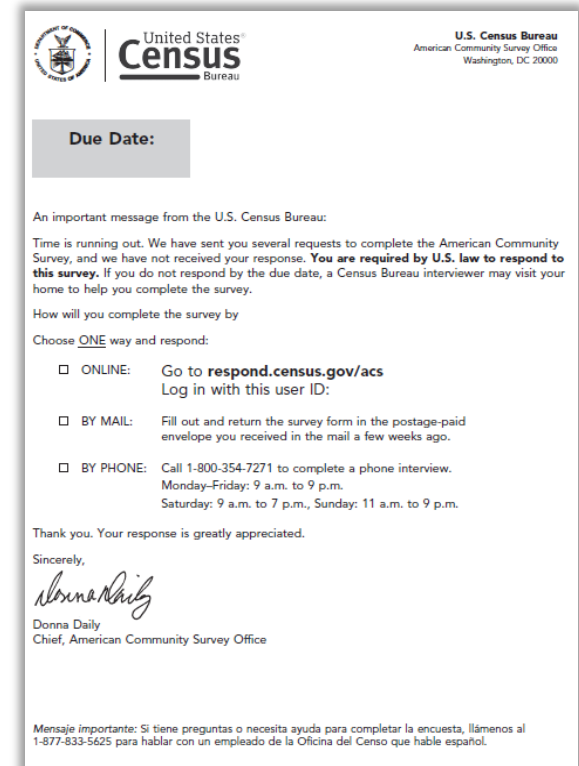 DEPARTMENT OF COMMERCE
UNITED STATES OF AMERICA
United States®
Census
Bureau
U.S. Census Bureau
American Community Survey Office
Washington, DC 20000
Due Date:
An important message from the U.S. Census Bureau:
Time is running out. We have sent you several requests to complete the American Community
Survey, and we have not received your response. You are required by U.S. law to respond to
this survey. If you do not respond by the due date, a Census Bureau interviewer may visit your
home to help you complete the survey.
How will you complete the survey by
Choose ONE way and respond:
☐ ONLINE: Go to respond.census.gov/acs
Log in with this user ID:
☐ BY MAIL: Fill out and return the survey form in the postage-paid
envelope you received in the mail a few weeks ago.
☐ BY PHONE: Call 1-800-354-7271 to complete a phone interview.
Monday–Friday: 9 a.m. to 9 p.m.
Saturday: 9 a.m. to 7 p.m., Sunday: 11 a.m. to 9 p.m.
Thank you. Your response is greatly appreciated.
Sincerely,
Donna Daily
Donna Daily
Chief, American Community Survey Office
Mensaje importante: Si tiene preguntas o necesita ayuda para completar la encuesta, llámenos al
1-877-833-5625 para hablar con un empleado de la Oficina del Censo que hable español.